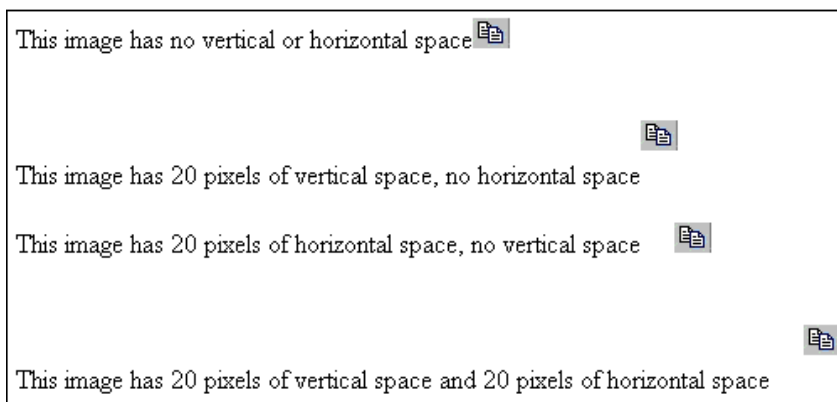 This image has no vertical or horizontal space
This image has 20 pixels of vertical space, no horizontal space
This image has 20 pixels of horizontal space, no vertical space
This image has 20 pixels of vertical space and 20 pixels of horizontal space